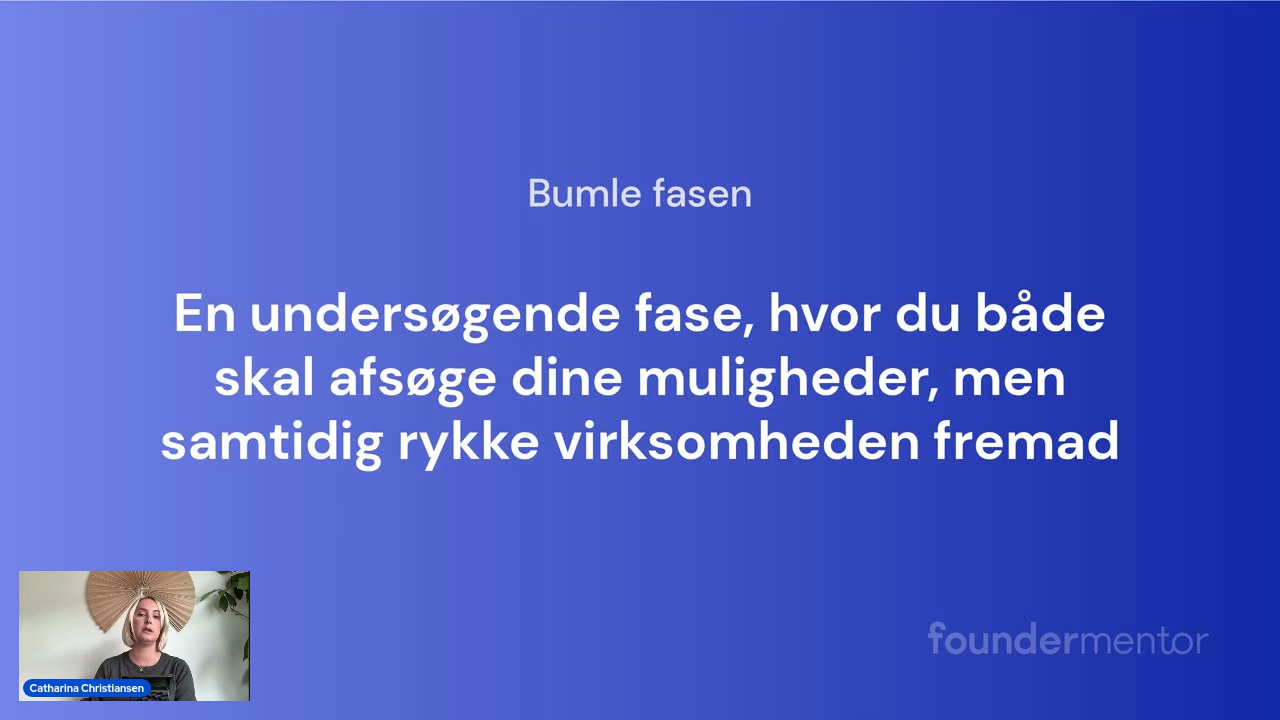 Bumle fasen
En undersøgende fase, hvor du både
skal afsøge dine muligheder, men
samtidig rykke virksomheden fremad
Catharina Christiansen
foundermentor